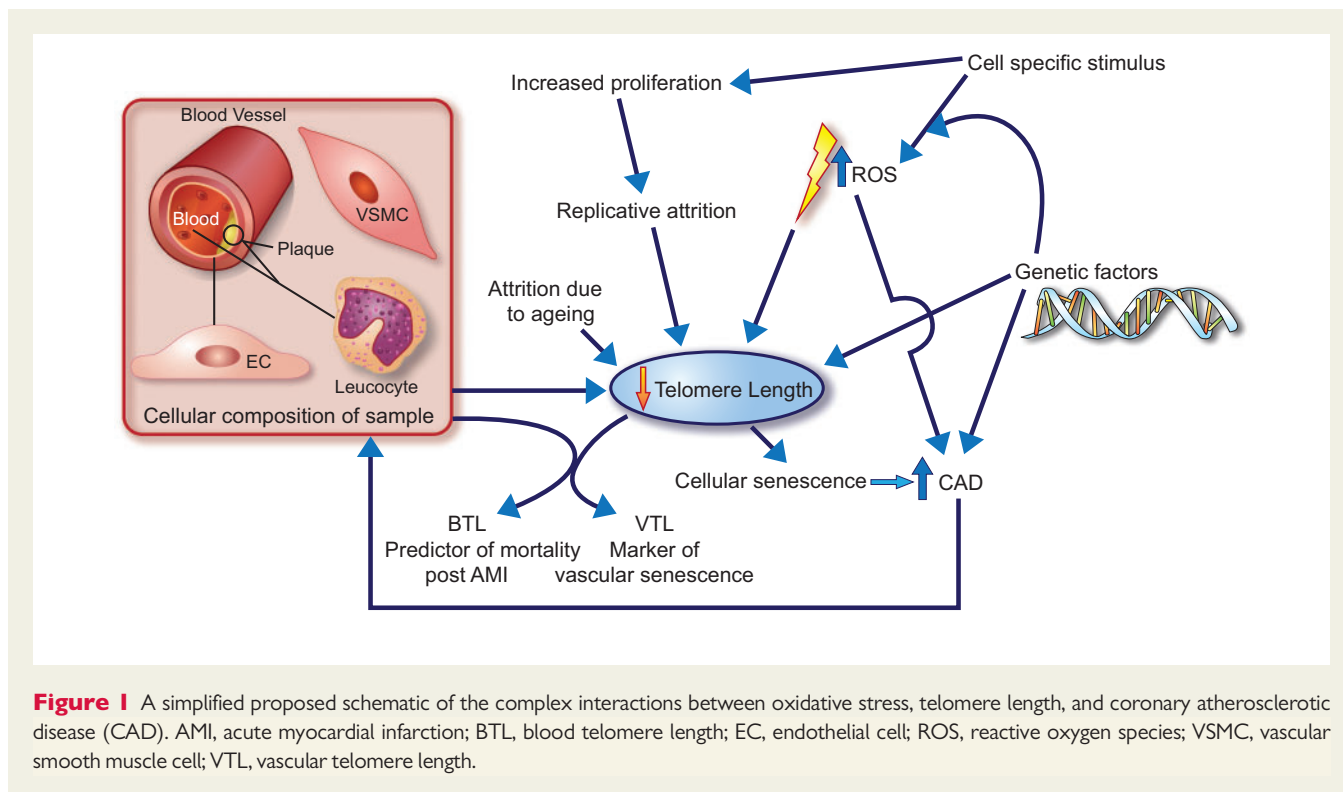 Cell specific stimulus
Increased proliferation
Blood Vessel
VSMC
Blood
Plaque
EC
Leucocyte
Cellular composition of sample
ROS
Replicative attrition
Genetic factors
Attrition due
to ageing
Telomere Length
Cellular senescence
CAD
BTL
Predictor of mortality
post AMI
VTL
Marker of
vascular senescence
Figure 1 A simplified proposed schematic of the complex interactions between oxidative stress, telomere length, and coronary atherosclerotic
disease (CAD). AMI, acute myocardial infarction; BTL, blood telomere length; EC, endothelial cell; ROS, reactive oxygen species; VSMC, vascular
smooth muscle cell; VTL, vascular telomere length.